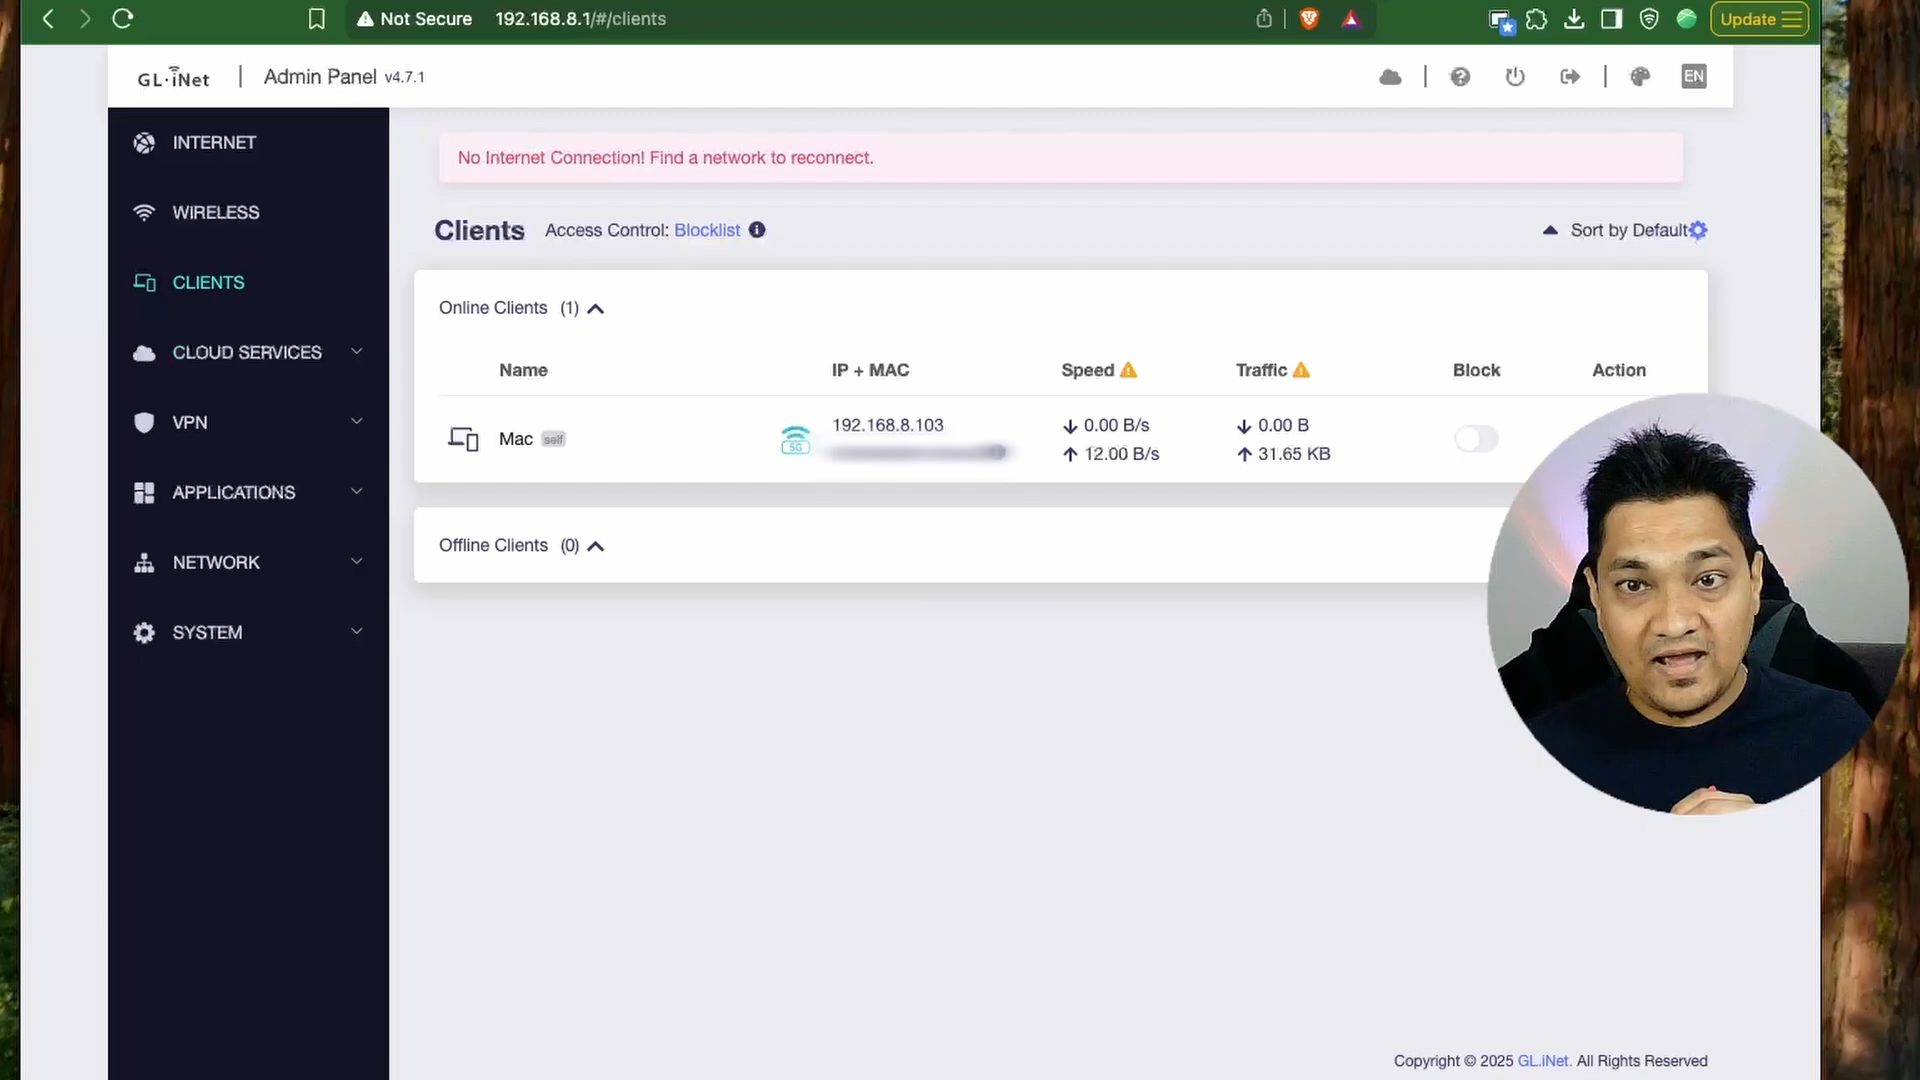 Not Secure 192.168.8.1/#/clients Update
GL·iNet | Admin Panel v4.7.1 EN
INTERNET
WIRELESS
CLIENTS
CLOUD SERVICES
VPN
APPLICATIONS
NETWORK
SYSTEM
No Internet Connection! Find a network to reconnect.
Clients Access Control: Blocklist Sort by Default
Online Clients (1)
Name IP + MAC Speed Traffic Block Action
Mac self 5G 192.168.8.103 ↓ 0.00 B/s ↓ 0.00 B
↑ 12.00 B/s ↑ 31.65 KB
Offline Clients (0)
Copyright © 2025 GL.iNet. All Rights Reserved